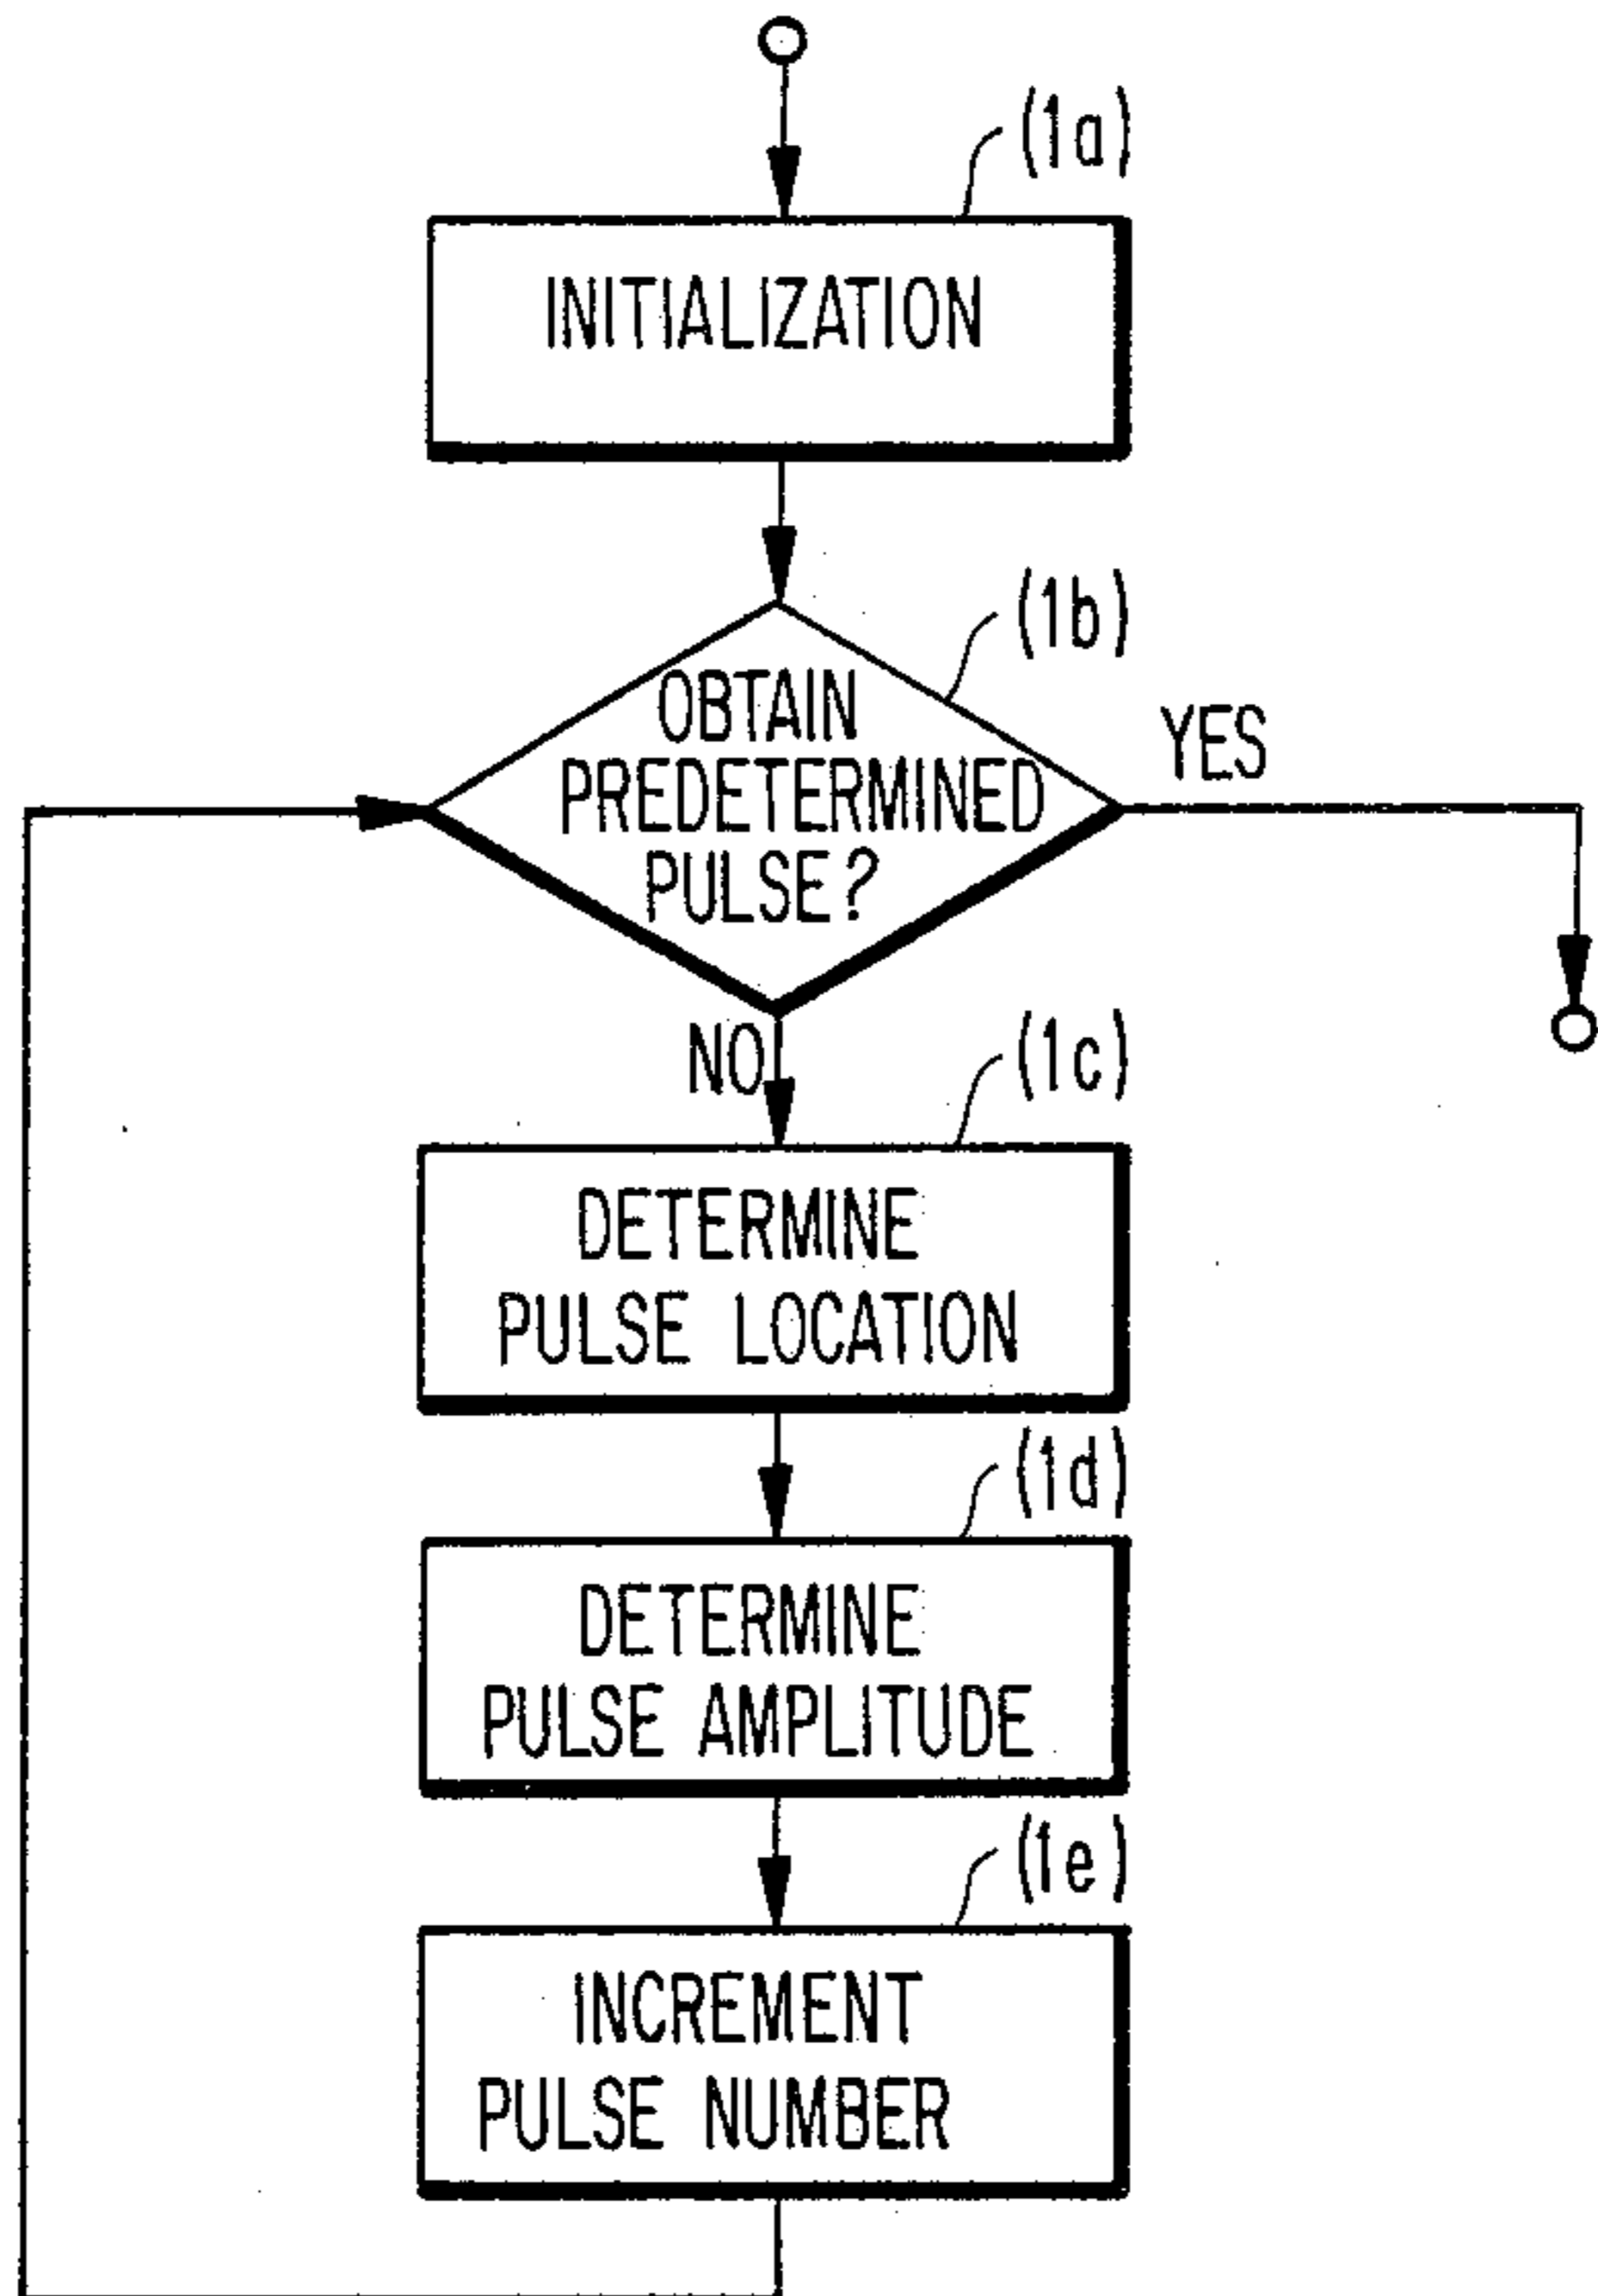 (1a)
INITIALIZATION
(1b)
OBTAIN
PREDETERMINED
PULSE?
YES
NO
(1c)
DETERMINE
PULSE LOCATION
(1d)
DETERMINE
PULSE AMPLITUDE
(1e)
INCREMENT
PULSE NUMBER